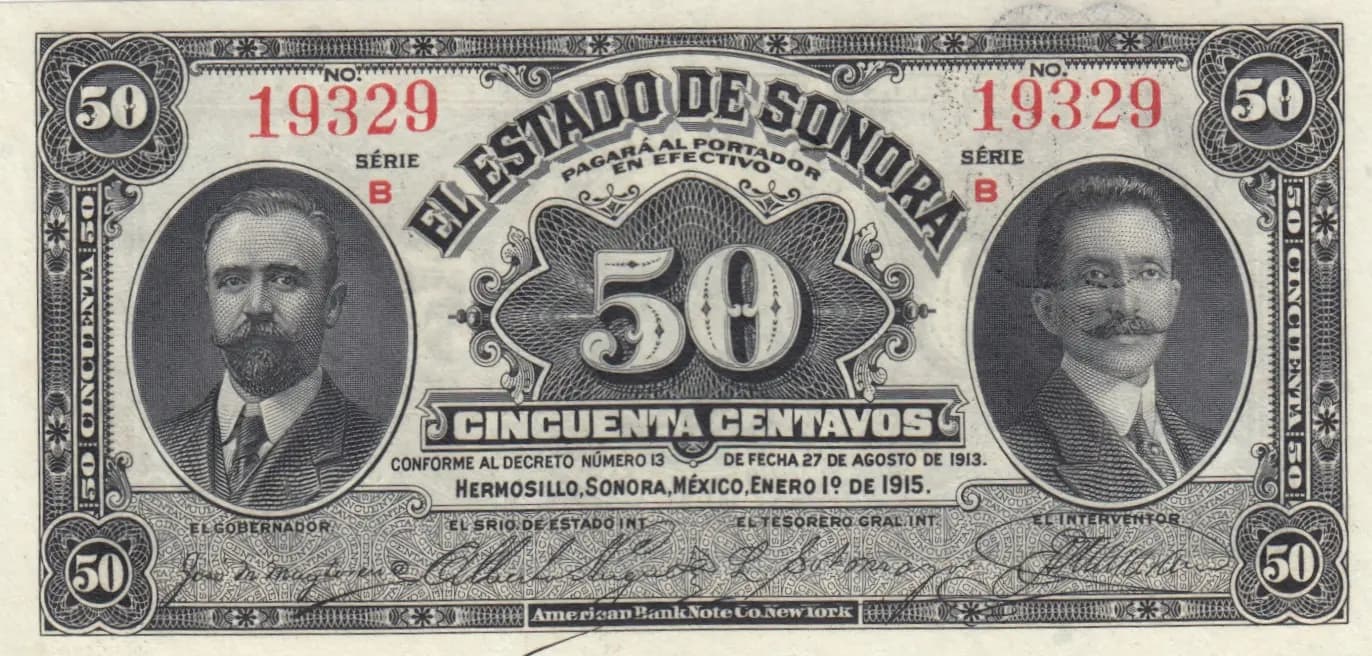 50
NO.
19329
EL ESTADO DE SONORA
NO.
19329
50
PAGARÁ AL PORTADOR
EN EFECTIVO
SÉRIE
B
SÉRIE
B
50 CINCUENTA 50
50
50 CINCUENTA 50
CINCUENTA CENTAVOS
CONFORME AL DECRETO NÚMERO 13 DE FECHA 27 DE AGOSTO DE 1913.
HERMOSILLO, SONORA, MÉXICO, ENERO 1º DE 1915.
EL GOBERNADOR EL SRIO. DE ESTADO INT. EL TESORERO GRAL. INT. EL INTERVENTOR
50
50
American Bank Note Co. New York